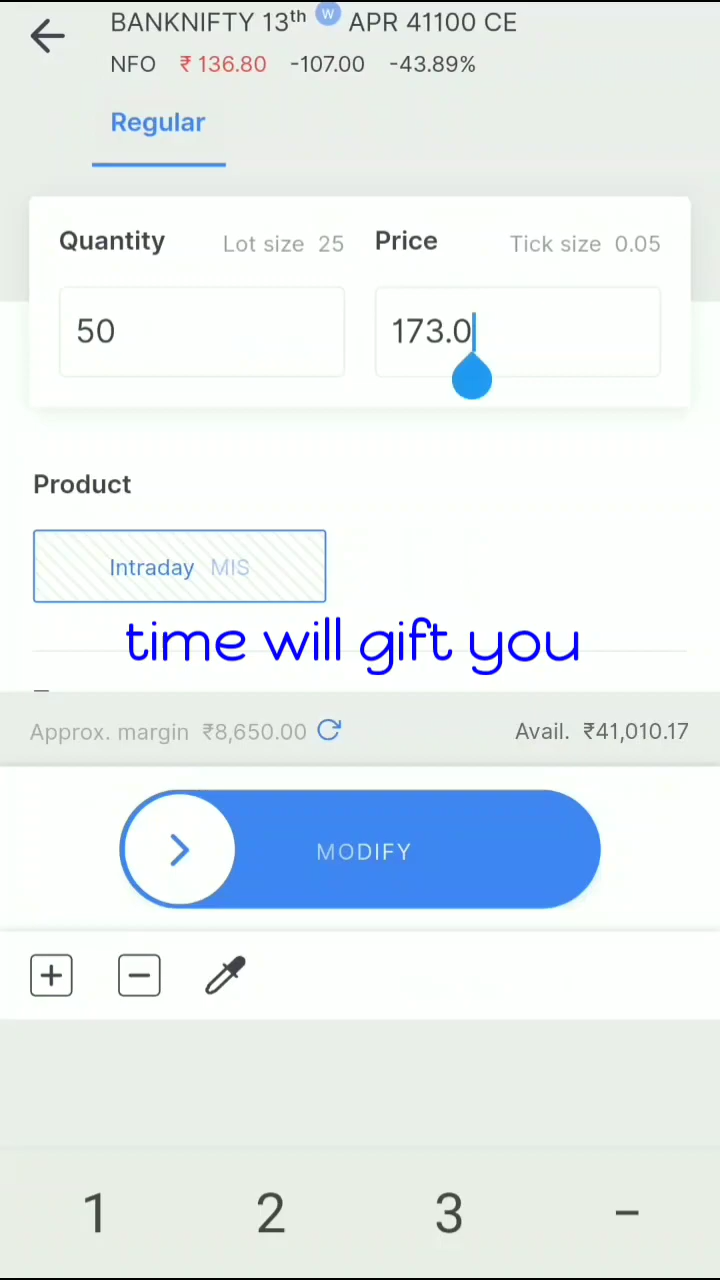 BANKNIFTY 13th W APR 41100 CE
NFO ₹ 136.80 -107.00 -43.89%
Regular
Quantity Lot size 25 Price Tick size 0.05
50 173.0
Product
Intraday MIS
time will gift you
Approx. margin ₹8,650.00 Avail. ₹41,010.17
MODIFY
1 2 3 –